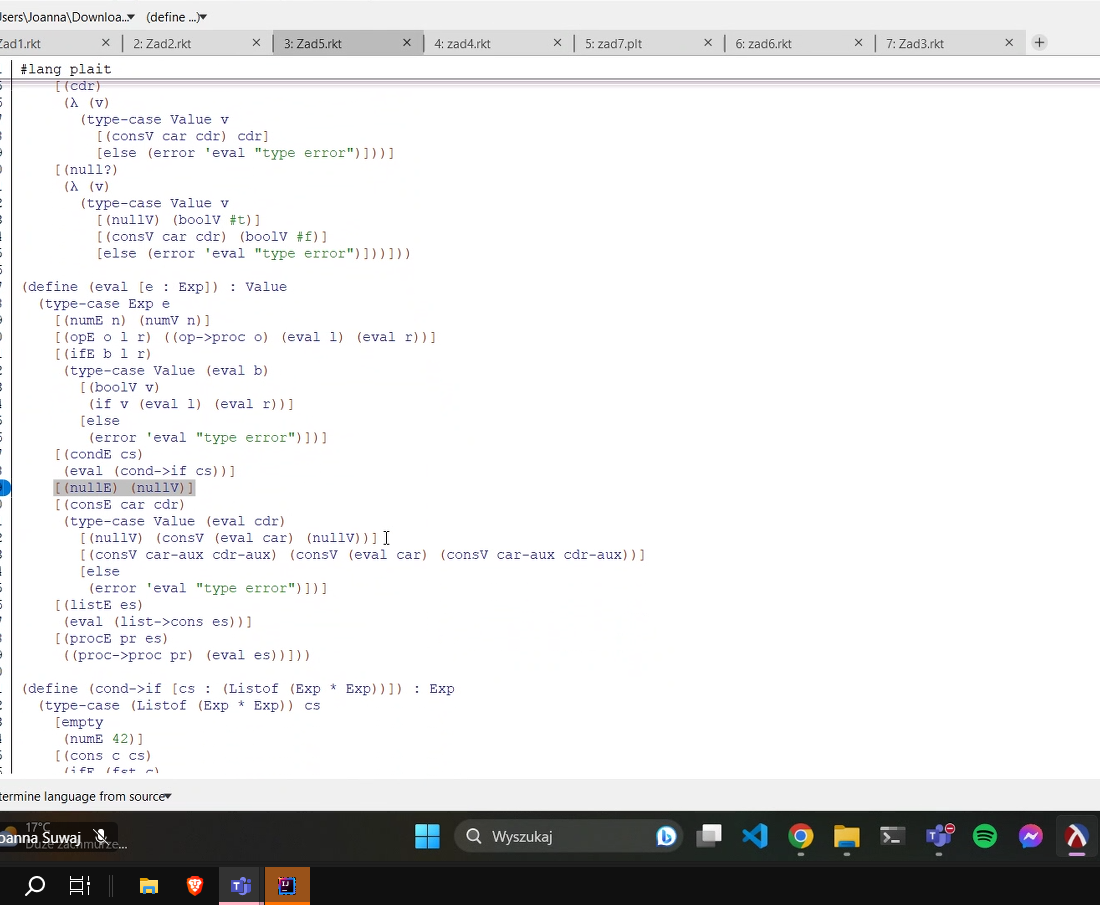 sers\Joanna\Downloa...▾ (define ...)▾
Zad1.rkt × 2: Zad2.rkt × 3: Zad5.rkt × 4: zad4.rkt × 5: zad7.plt × 6: zad6.rkt × 7: Zad3.rkt × +
#lang plait
[(cdr)
(λ (v)
(type-case Value v
[(consV car cdr) cdr]
[else (error 'eval "type error")]))]
[(null?)
(λ (v)
(type-case Value v
[(nullV) (boolV #t)]
[(consV car cdr) (boolV #f)]
[else (error 'eval "type error")]))]))
(define (eval [e : Exp]) : Value
(type-case Exp e
[(numE n) (numV n)]
[(opE o l r) ((op->proc o) (eval l) (eval r))]
[(ifE b l r)
(type-case Value (eval b)
[(boolV v)
(if v (eval l) (eval r))]
[else
(error 'eval "type error")])]
[(condE cs)
(eval (cond->if cs))]
[(nullE) (nullV)]
[(consE car cdr)
(type-case Value (eval cdr)
[(nullV) (consV (eval car) (nullV))]
[(consV car-aux cdr-aux) (consV (eval car) (consV car-aux cdr-aux))]
[else
(error 'eval "type error")])]
[(listE es)
(eval (list->cons es))]
[(procE pr es)
((proc->proc pr) (eval es))]))
(define (cond->if [cs : (Listof (Exp * Exp))]) : Exp
(type-case (Listof (Exp * Exp)) cs
[empty
(numE 42)]
[(cons c cs)
(ifE (fst c)
termine language from source▾
17°C
oanna Suwaj
Duże zachmurze...
Wyszukaj